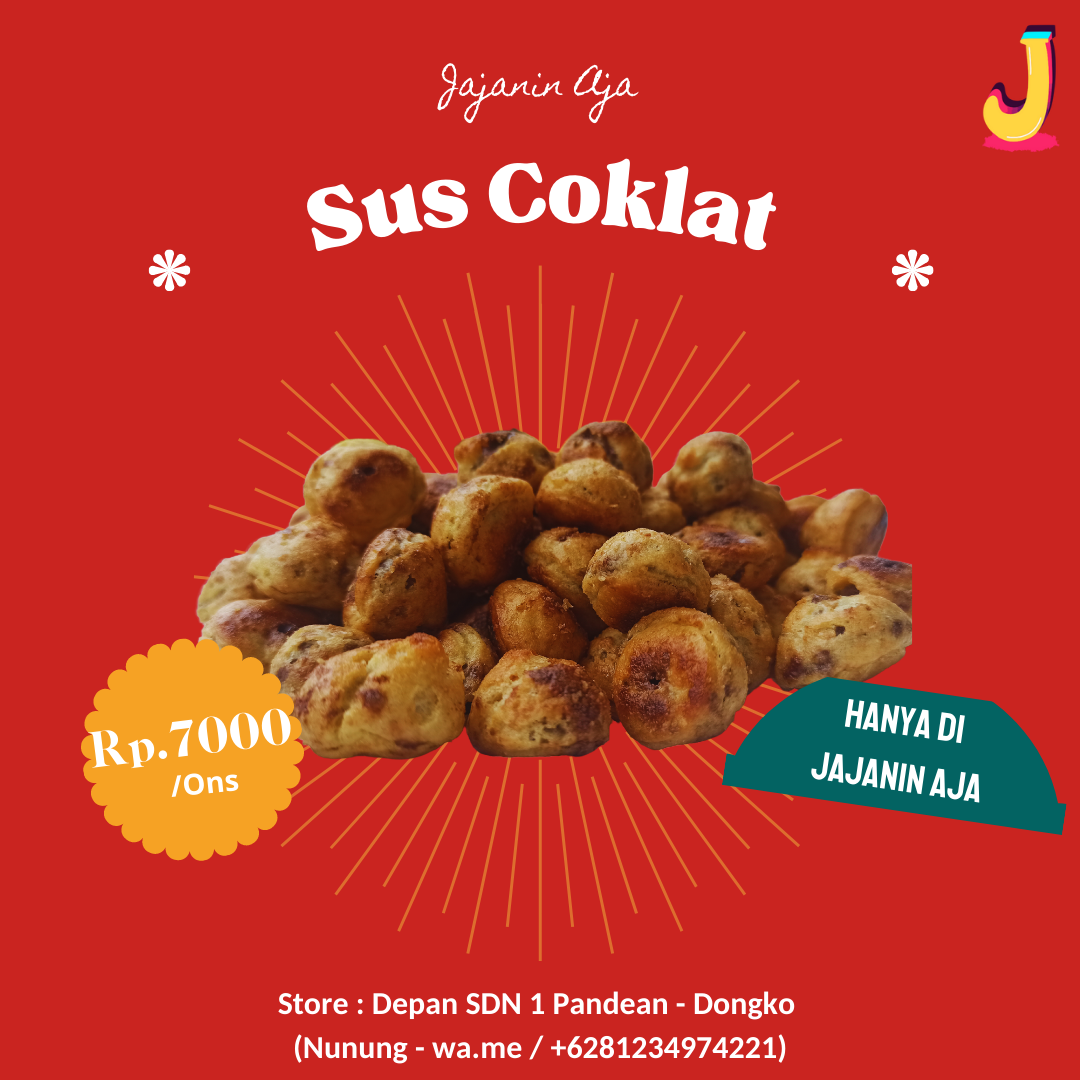 J
Jajanin Aja
Sus Coklat
Rp.7000
/Ons
HANYA DI
JAJANIN AJA
Store : Depan SDN 1 Pandean - Dongko
(Nunung - wa.me / +6281234974221)